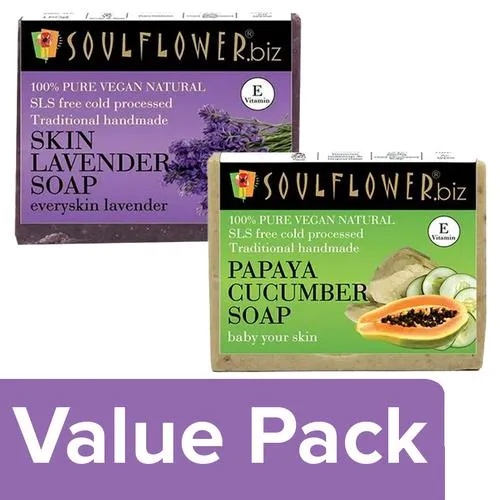 SOULFLOWER®.biz
100% PURE VEGAN NATURAL
SLS free cold processed
Traditional handmade
E
Vitamin
SKIN
LAVENDER
SOAP
everyskin lavender
SOULFLOWER®.biz
100% PURE VEGAN NATURAL
SLS free cold processed
Traditional handmade
E
Vitamin
PAPAYA
CUCUMBER
SOAP
baby your skin
Value Pack